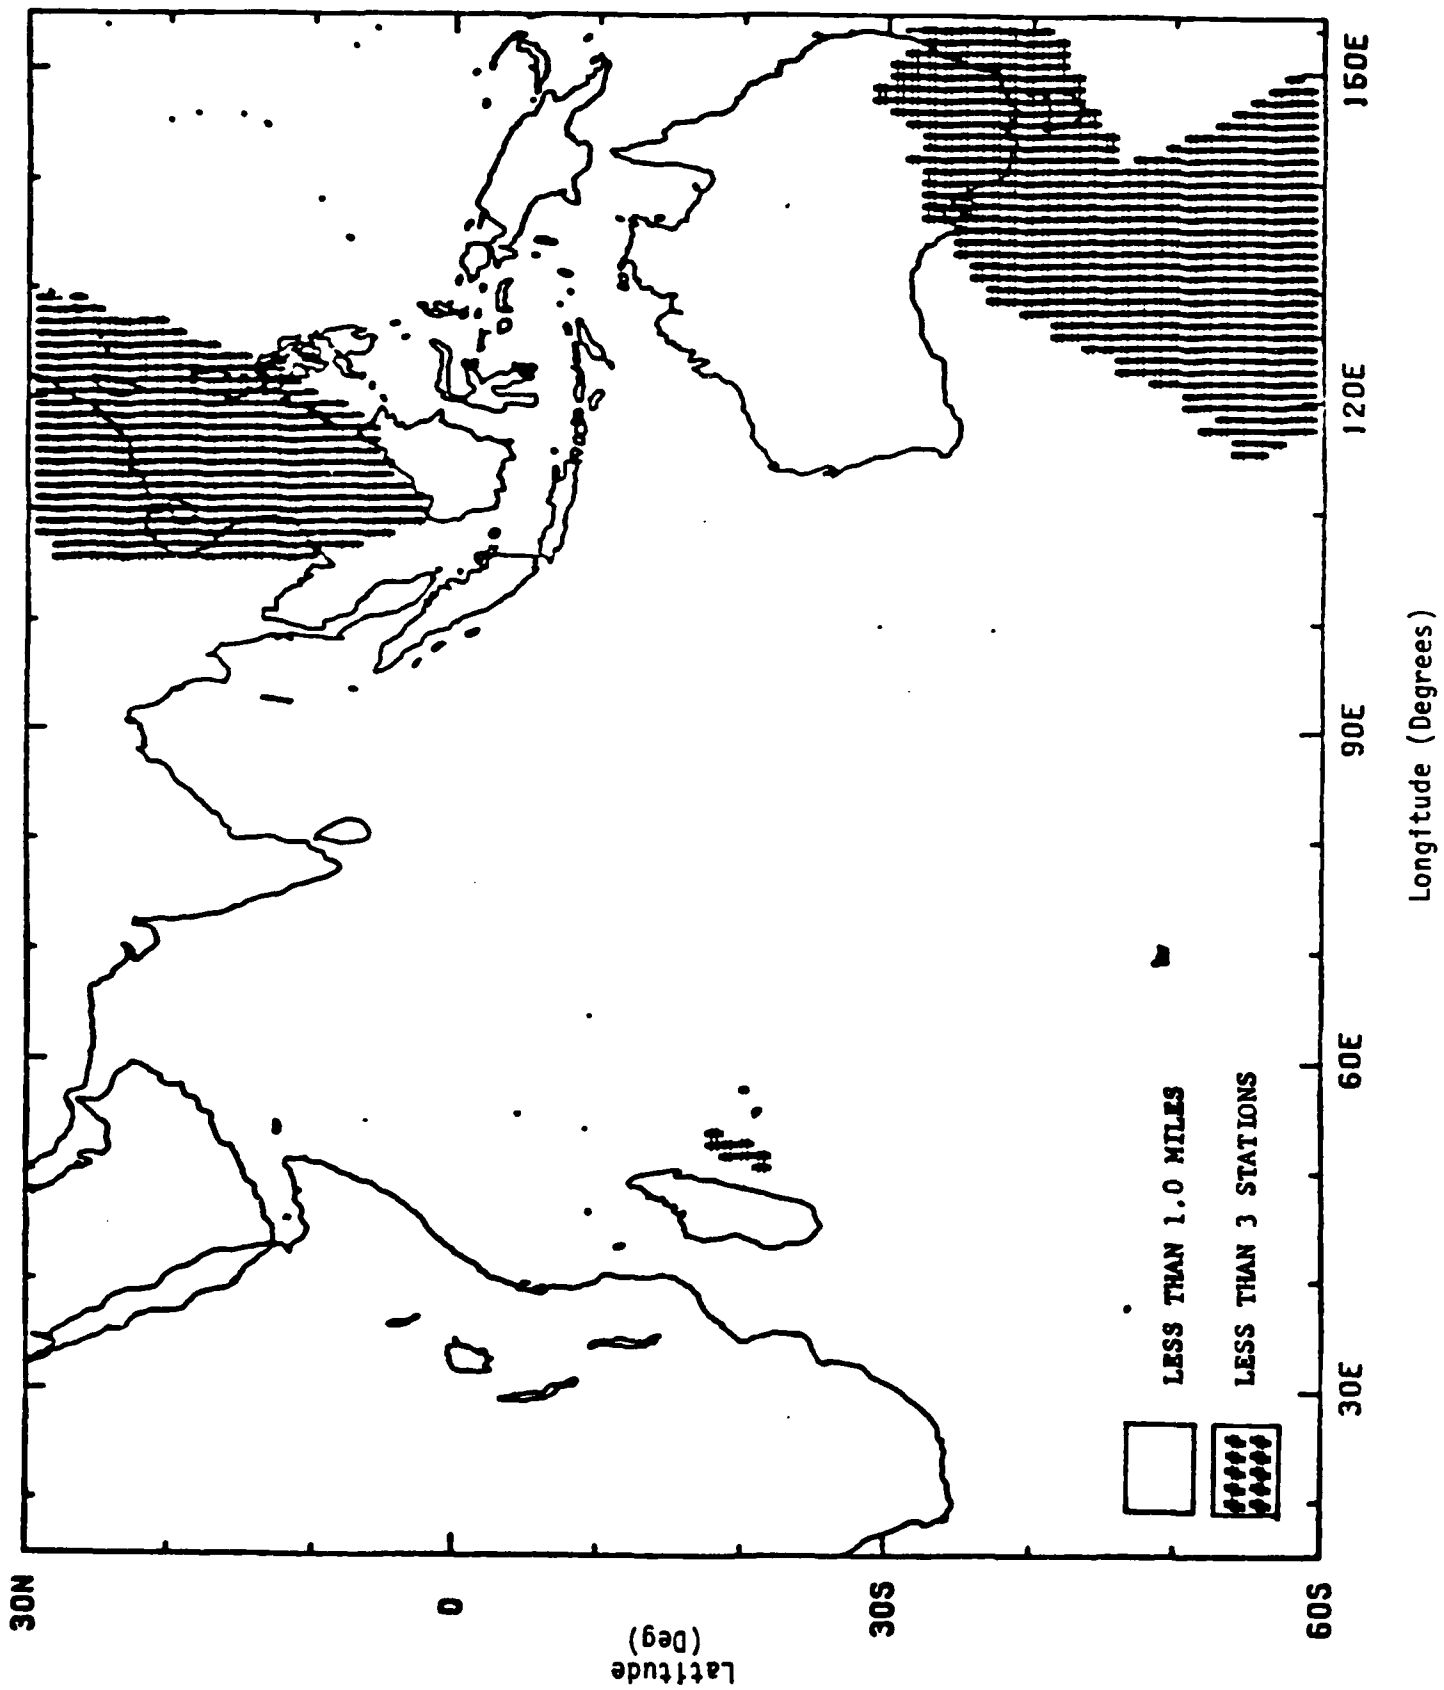 30N
0
30S
60S
Latitude
(Deg)
30E
60E
90E
120E
150E
Longitude (Degrees)
LESS THAN 1.0 MILES
LESS THAN 3 STATIONS